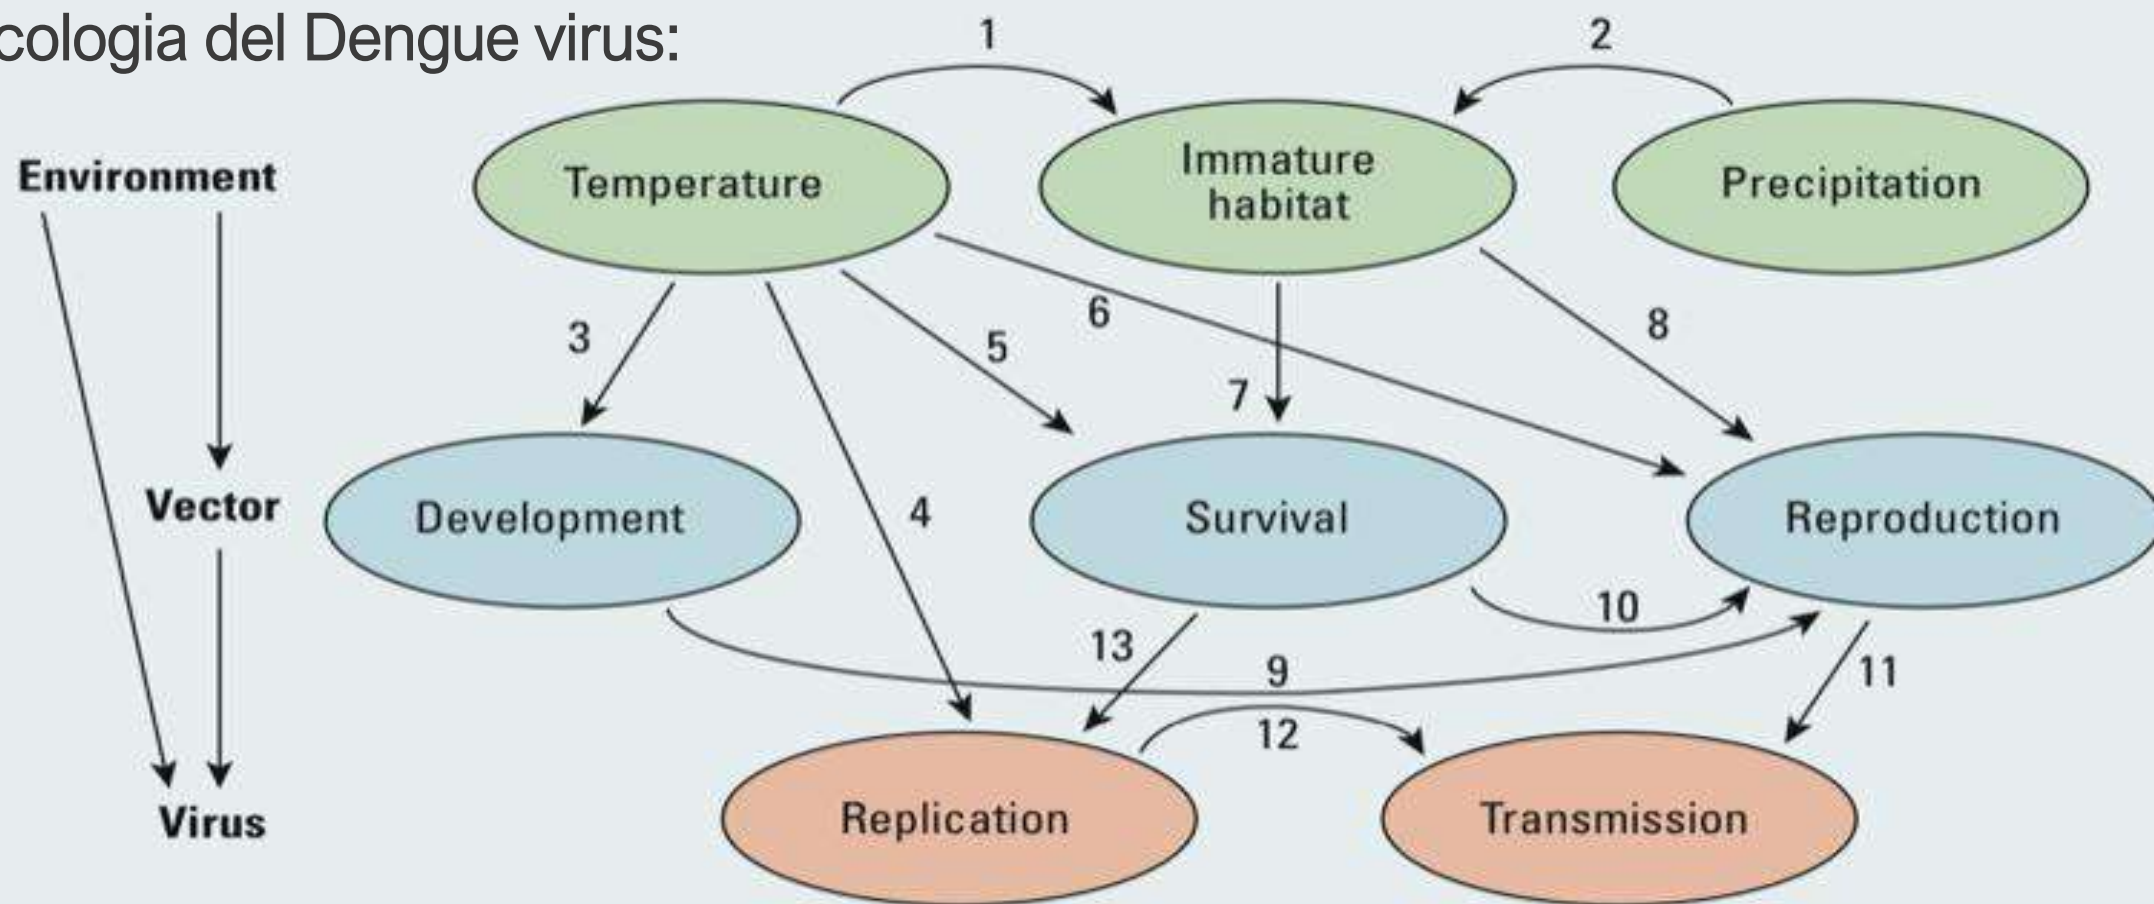 cologia del Dengue virus:
1
2
Environment
Temperature
Immature
habitat
Precipitation
3
4
5
6
7
8
Vector
Development
Survival
Reproduction
13
9
10
11
12
Virus
Replication
Transmission